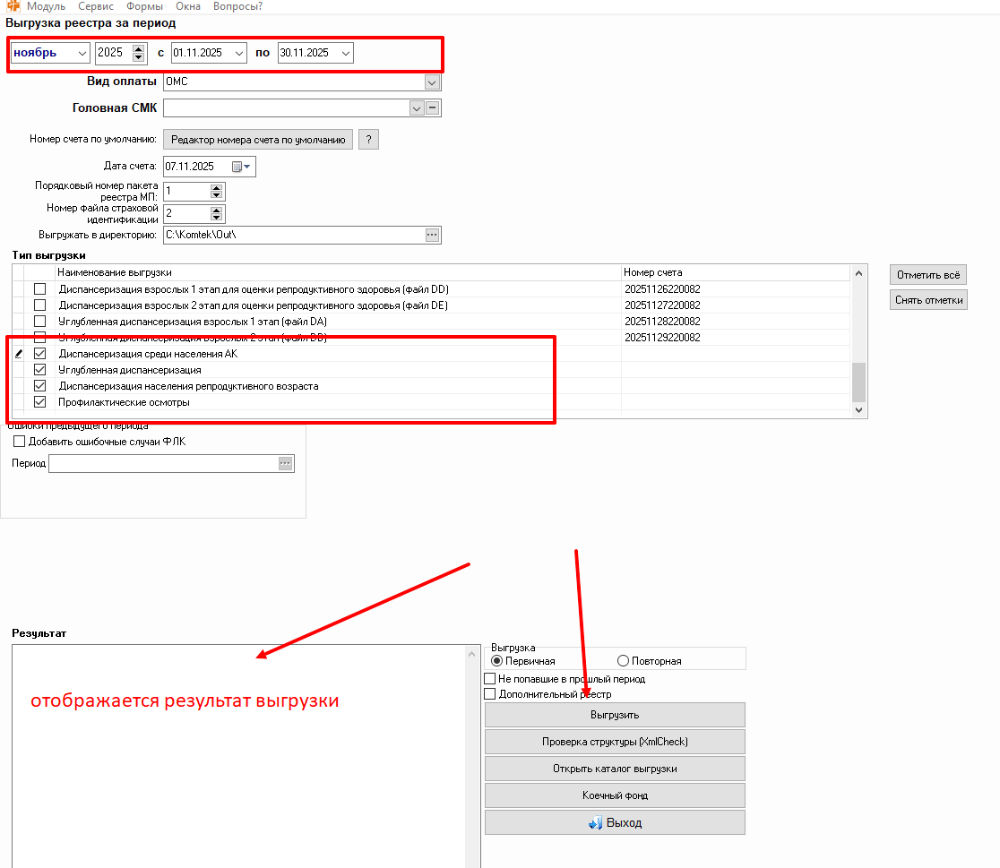 Модуль Сервис Формы Окна Вопросы?
Выгрузка реестра за период
ноябрь 2025 с 01.11.2025 по 30.11.2025
Вид оплаты ОМС
Головная СМК
Номер счета по умолчанию: Редактор номера счета по умолчанию ?
Дата счета: 07.11.2025
Порядковый номер пакета
реестра МП: 1
Номер файла страховой
идентификации 2
Выгружать в директорию: C:\Komtek\Out\
Тип выгрузки
Наименование выгрузки Номер счета
Отметить всё
Диспансеризация взрослых 1 этап для оценки репродуктивного здоровья (файл DD) 20251126220082
Снять отметки
Диспансеризация взрослых 2 этап для оценки репродуктивного здоровья (файл DE) 20251127220082
Углубленная диспансеризация взрослых 1 этап (файл DA) 20251128220082
Углубленная диспансеризация взрослых 2 этап (файл DB) 20251129220082
Диспансеризация среди населения АК
Углубленная диспансеризация
Диспансеризация населения репродуктивного возраста
Профилактические осмотры
Ошибки предыдущего периода
Добавить ошибочные случаи ФЛК
Период
Результат
отображается результат выгрузки
Выгрузка
Первичная Повторная
Не попавшие в прошлый период
Дополнительный реестр
Выгрузить
Проверка структуры (XmlCheck)
Открыть каталог выгрузки
Коечный фонд
Выход